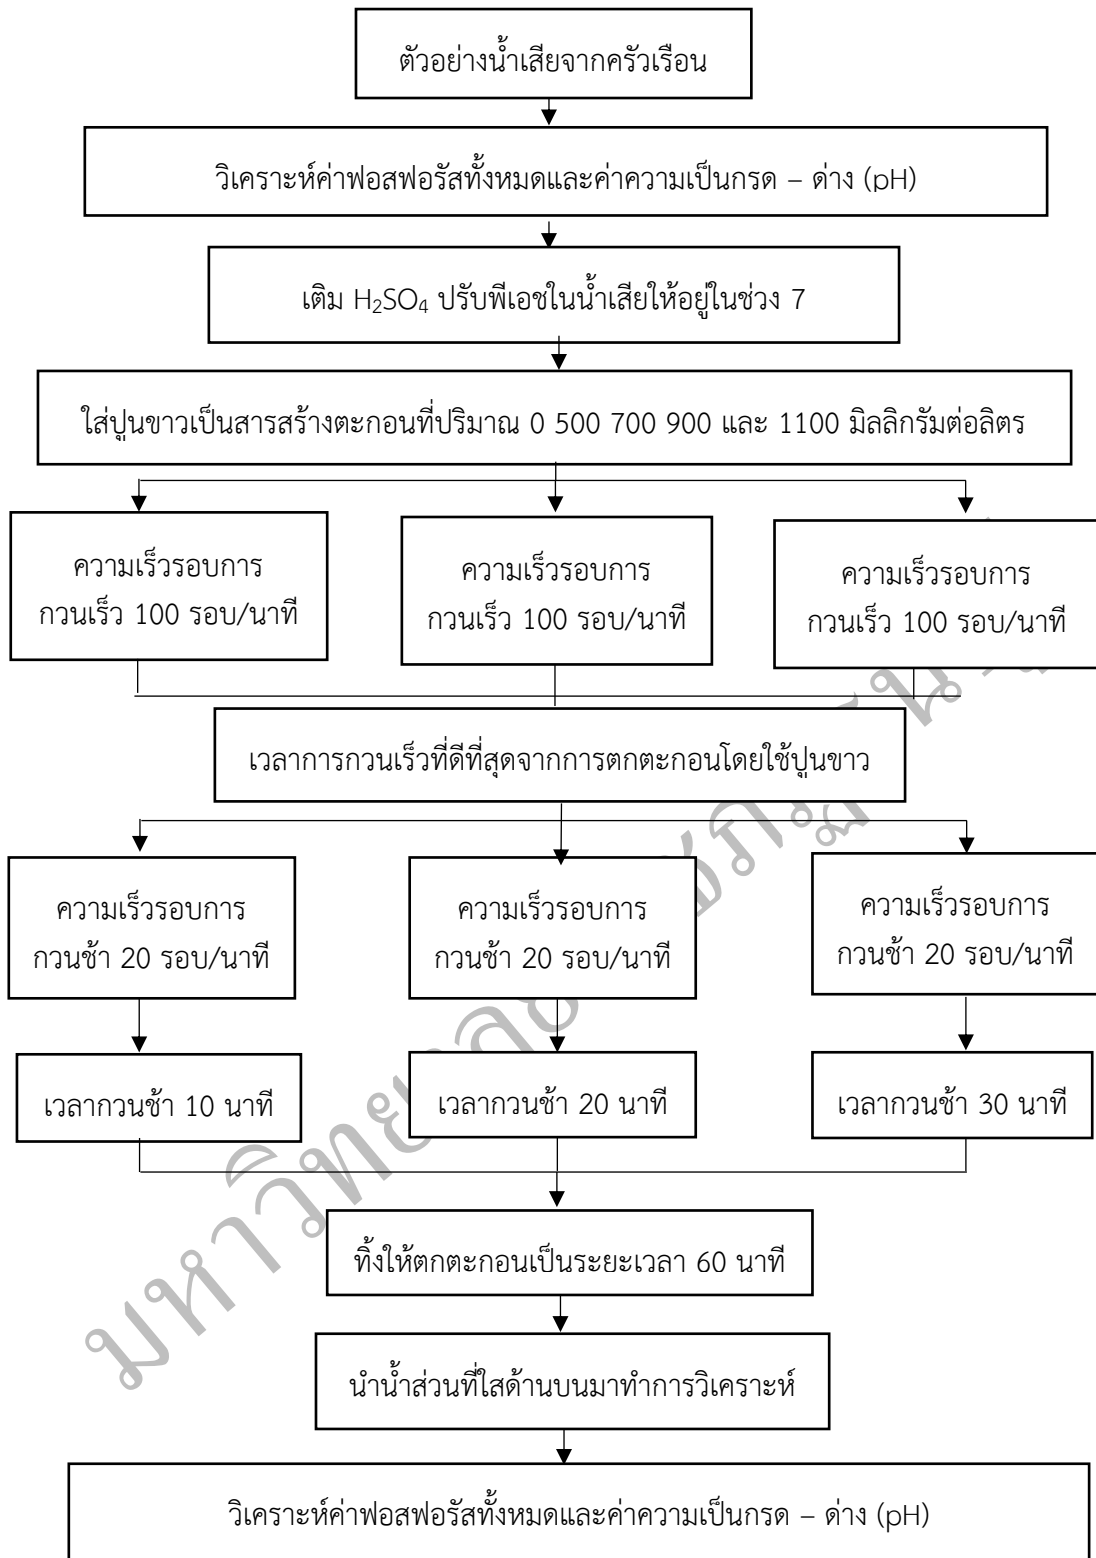 ตัวอย่างน้ำเสียจากครัวเรือน
วิเคราะห์ค่าฟอสฟอรัสทั้งหมดและค่าความเป็นกรด – ด่าง (pH)
เติม H₂SO₄ ปรับพีเอชในน้ำเสียให้อยู่ในช่วง 7
ใส่ปูนขาวเป็นสารสร้างตะกอนที่ปริมาณ 0 500 700 900 และ 1100 มิลลิกรัมต่อลิตร
ความเร็วรอบการ
กวนเร็ว 100 รอบ/นาที
ความเร็วรอบการ
กวนเร็ว 100 รอบ/นาที
ความเร็วรอบการ
กวนเร็ว 100 รอบ/นาที
เวลาการกวนเร็วที่ดีที่สุดจากการตกตะกอนโดยใช้ปูนขาว
ความเร็วรอบการ
กวนช้า 20 รอบ/นาที
ความเร็วรอบการ
กวนช้า 20 รอบ/นาที
ความเร็วรอบการ
กวนช้า 20 รอบ/นาที
เวลากวนช้า 10 นาที
เวลากวนช้า 20 นาที
เวลากวนช้า 30 นาที
ทิ้งให้ตกตะกอนเป็นระยะเวลา 60 นาที
นำน้ำส่วนที่ใสด้านบนมาทำการวิเคราะห์
วิเคราะห์ค่าฟอสฟอรัสทั้งหมดและค่าความเป็นกรด – ด่าง (pH)